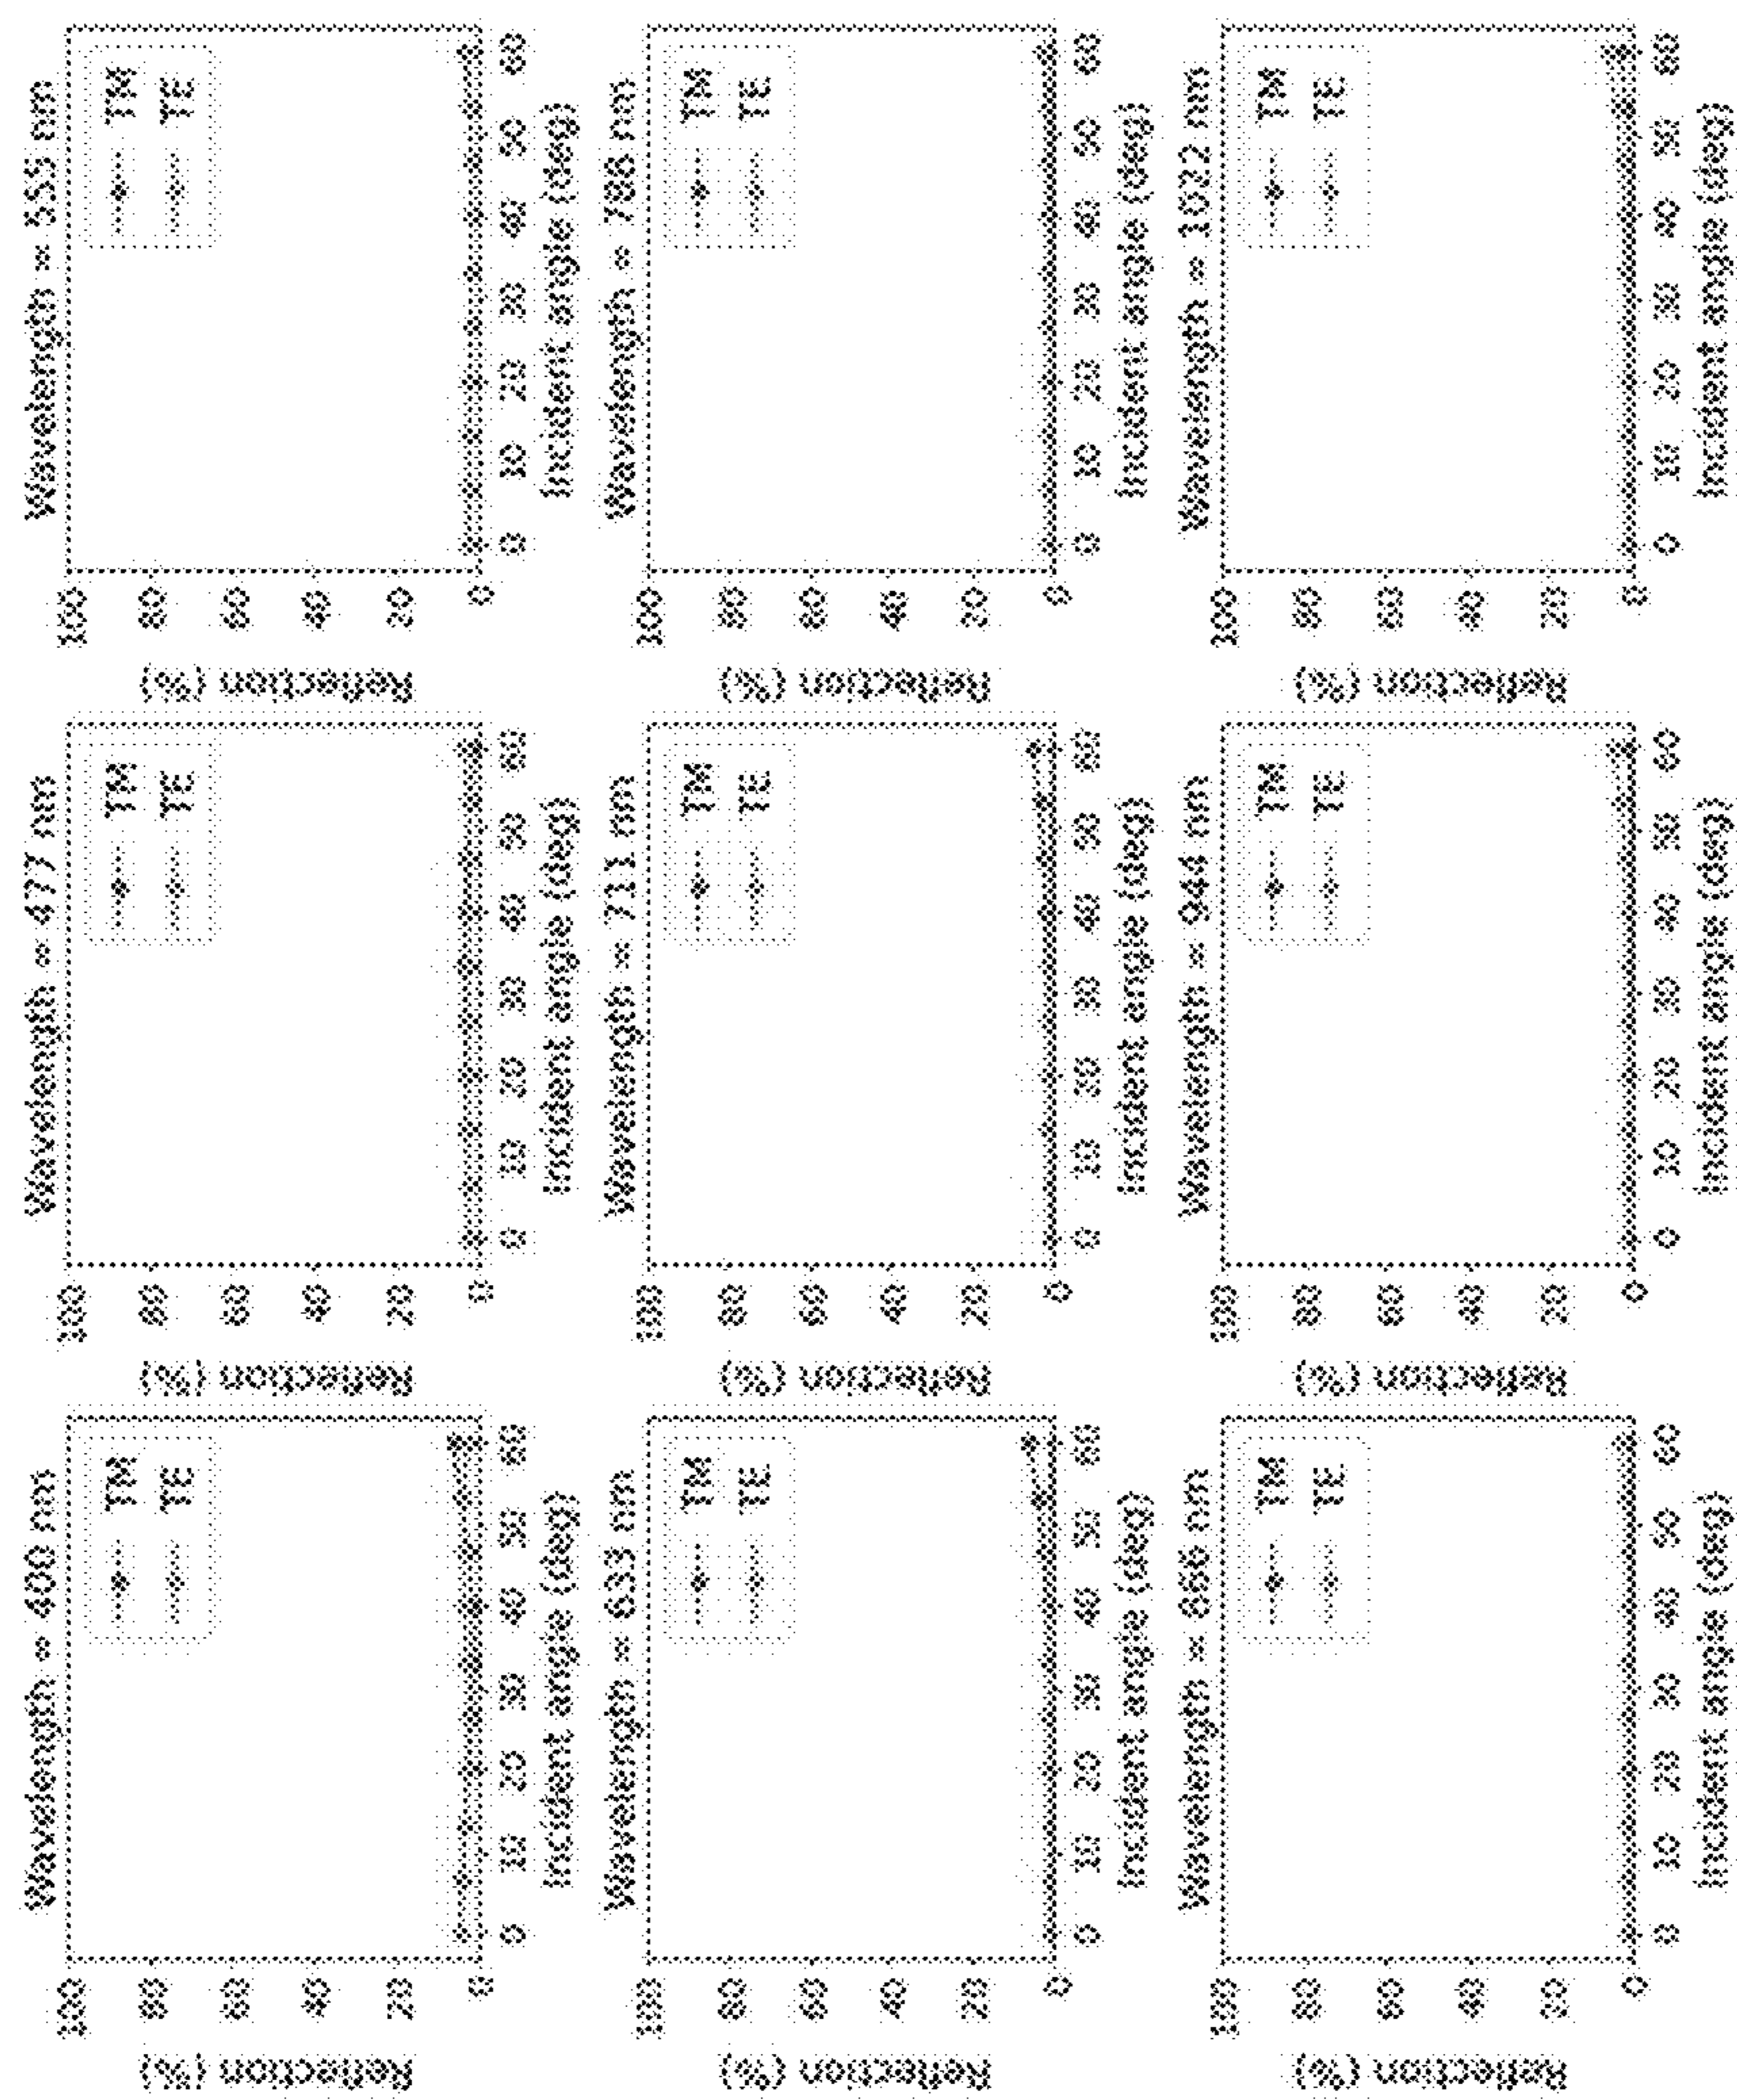 Wavelength = 400 nm
Reflection (%)
100
80
60
40
20
0
TM
TE
0 10 20 30 40 50 60
Incident angle (deg)
Wavelength = 477 nm
Reflection (%)
100
80
60
40
20
0
TM
TE
0 10 20 30 40 50 60
Incident angle (deg)
Wavelength = 555 nm
Reflection (%)
100
80
60
40
20
0
TM
TE
0 10 20 30 40 50 60
Incident angle (deg)
Wavelength = 633 nm
Reflection (%)
100
80
60
40
20
0
TM
TE
0 10 20 30 40 50 60
Incident angle (deg)
Wavelength = 711 nm
Reflection (%)
100
80
60
40
20
0
TM
TE
0 10 20 30 40 50 60
Incident angle (deg)
Wavelength = 788 nm
Reflection (%)
100
80
60
40
20
0
TM
TE
0 10 20 30 40 50 60
Incident angle (deg)
Wavelength = 866 nm
Reflection (%)
100
80
60
40
20
0
TM
TE
0 10 20 30 40 50 60
Incident angle (deg)
Wavelength = 944 nm
Reflection (%)
100
80
60
40
20
0
TM
TE
0 10 20 30 40 50 60
Incident angle (deg)
Wavelength = 1022 nm
Reflection (%)
100
80
60
40
20
0
TM
TE
0 10 20 30 40 50 60
Incident angle (deg)